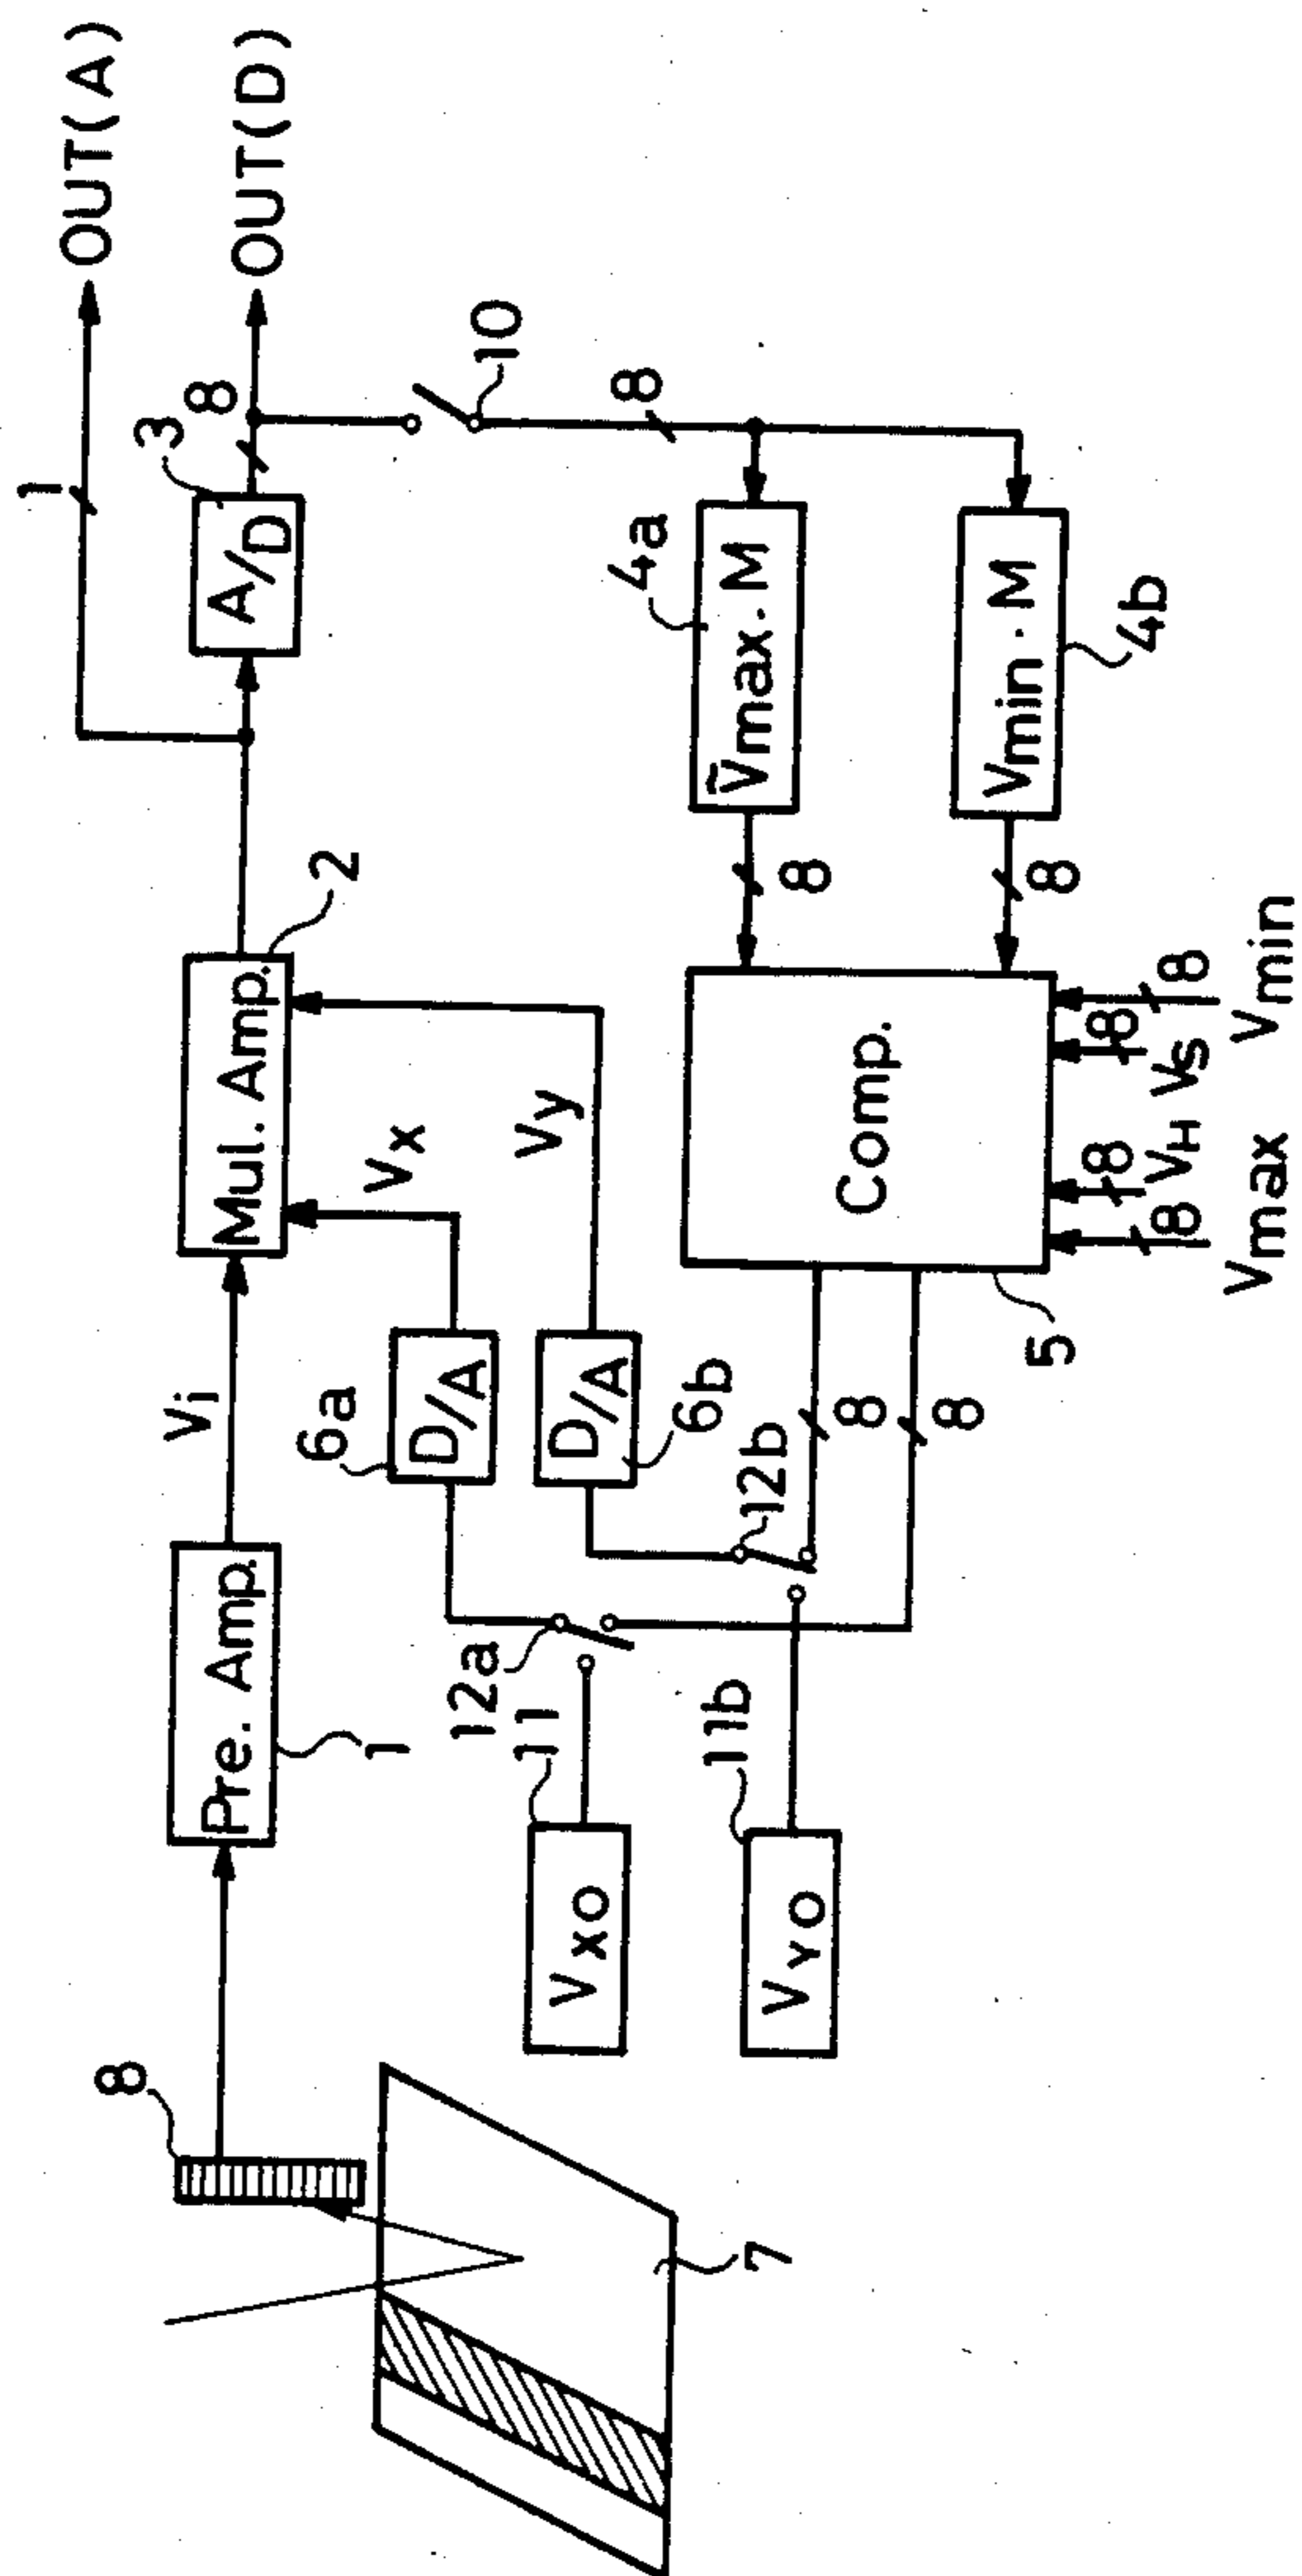 1
OUT(A)
8
Pre. Amp.
1
Vi
Mul. Amp.
2
A/D
3
8
OUT(D)
Vx
Vy
6a
D/A
D/A
6b
10
8
12a
12b
11
VXO
11b
VYO
7
8
8
Comp.
5
8
8
Ṽmax.M
4a
Vmin.M
4b
8
Vmax
8
VH
8
VS
8
Vmin